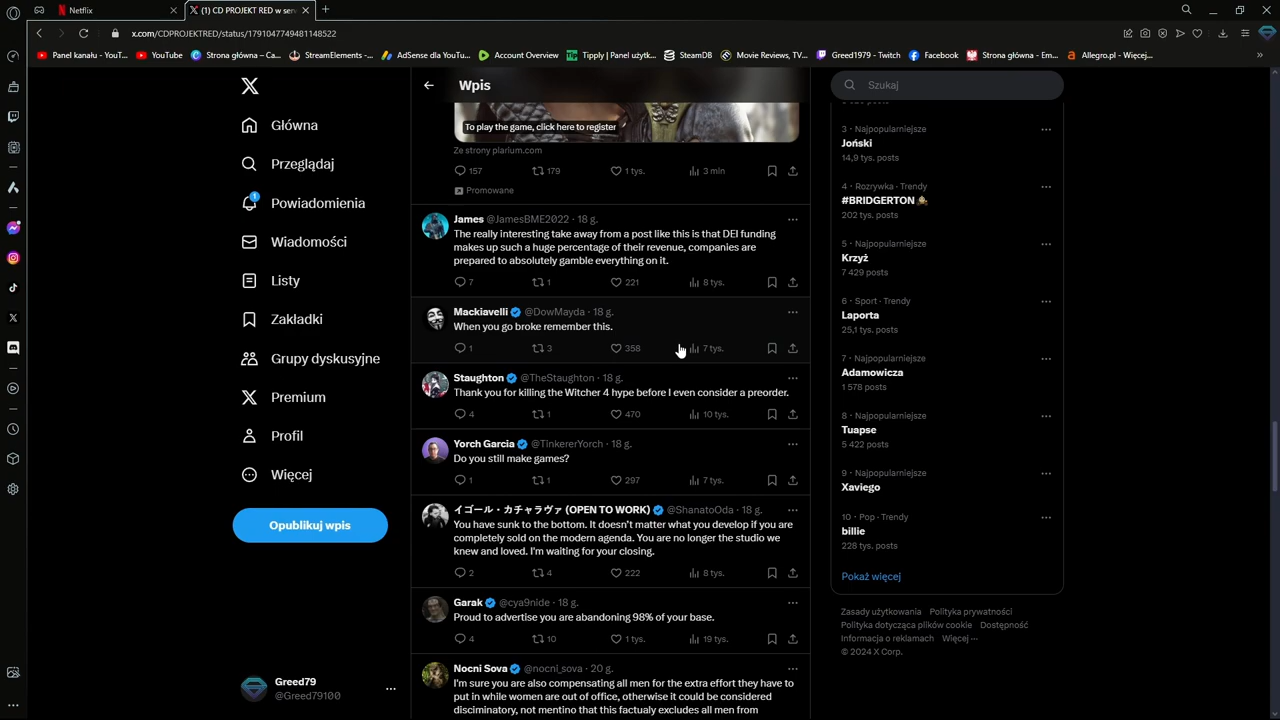 Netflix
(1) CD PROJEKT RED w serw
x.com/CDPROJEKTRED/status/1791047749481148522
Panel kanału - YouT...
YouTube
Strona główna – Ca...
StreamElements -...
AdSense dla YouTu...
Account Overview
Tipply | Panel użytk...
SteamDB
Movie Reviews, TV...
Greed1979 - Twitch
Facebook
Strona główna - Em...
Allegro.pl - Więcej...
Główna
Przeglądaj
1
Powiadomienia
Wiadomości
Listy
Zakładki
Grupy dyskusyjne
Premium
Profil
Więcej
Opublikuj wpis
Greed79
@Greed79100
Wpis
To play the game, click here to register
Ze strony plarium.com
157 179 1 tys. 3 min
Promowane
James @JamesBME2022 · 18 g.
The really interesting take away from a post like this is that DEI funding
makes up such a huge percentage of their revenue, companies are
prepared to absolutely gamble everything on it.
7 1 221 8 tys.
Mackiavelli @DowMayda · 18 g.
When you go broke remember this.
1 3 358 7 tys.
Staughton @TheStaughton · 18 g.
Thank you for killing the Witcher 4 hype before I even consider a preorder.
4 1 470 10 tys.
Yorch Garcia @TinkererYorch · 18 g.
Do you still make games?
1 1 297 7 tys.
イゴール・カチャラヴァ (OPEN TO WORK) @ShanatoOda · 18 g.
You have sunk to the bottom. It doesn't matter what you develop if you are
completely sold on the modern agenda. You are no longer the studio we
knew and loved. I'm waiting for your closing.
2 4 222 8 tys.
Garak @cya9nide · 18 g.
Proud to advertise you are abandoning 98% of your base.
4 10 1 tys. 19 tys.
Nocni Sova @nocni_sova · 20 g.
I'm sure you are also compensating all men for the extra effort they have to
put in while women are out of office, otherwise it could be considered
discriminatory, not mentino that this factualy excludes all men from
Szukaj
3 · Najpopularniejsze
Joński
14,9 tys. posts
4 · Rozrywka · Trendy
#BRIDGERTON
202 tys. posts
5 · Najpopularniejsze
Krzyż
7 429 posts
6 · Sport · Trendy
Laporta
25,1 tys. posts
7 · Najpopularniejsze
Adamowicza
1 578 posts
8 · Najpopularniejsze
Tuapse
5 422 posts
9 · Najpopularniejsze
Xaviego
10 · Pop · Trendy
billie
228 tys. posts
Pokaż więcej
Zasady użytkowania Polityka prywatności
Polityka dotycząca plików cookie Dostępność
Informacja o reklamach Więcej ···
© 2024 X Corp.